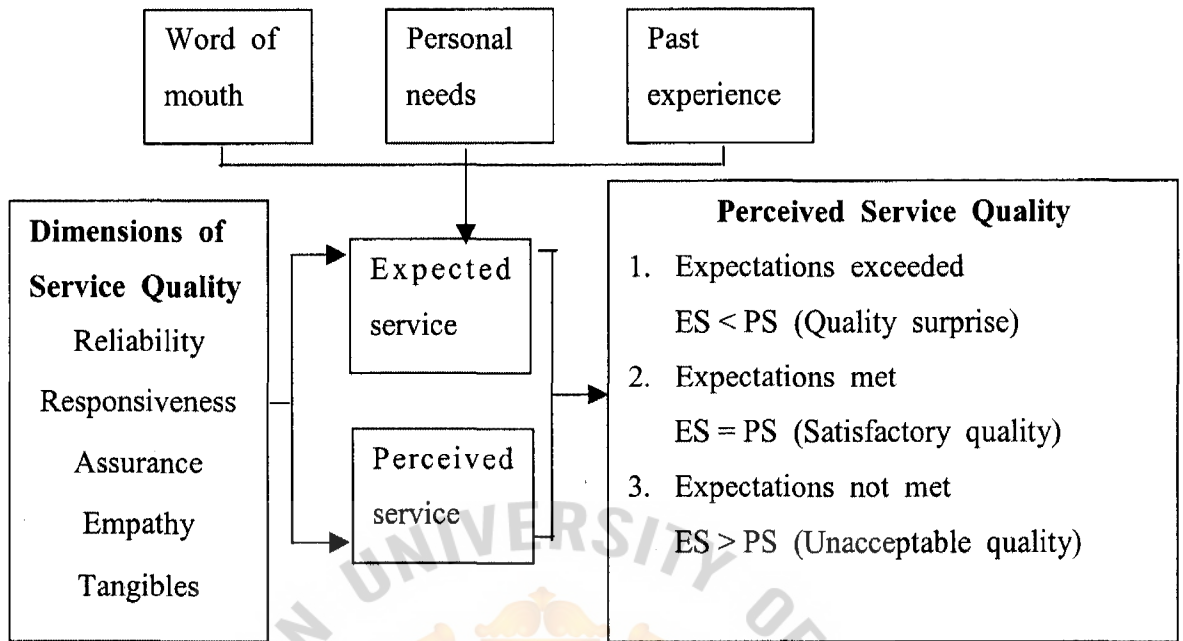 Word of
mouth
Personal
needs
Past
experience
Dimensions of
Service Quality
Reliability
Responsiveness
Assurance
Empathy
Tangibles
Expected
service
Perceived
service
Perceived Service Quality
1. Expectations exceeded
ES < PS (Quality surprise)
2. Expectations met
ES = PS (Satisfactory quality)
3. Expectations not met
ES > PS (Unacceptable quality)
UNIVERSITY